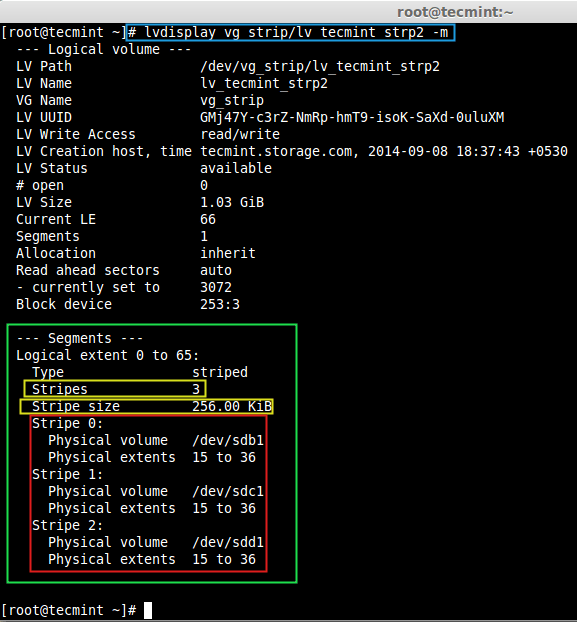 root@tecmint:~
[root@tecmint ~]# lvdisplay vg_strip/lv_tecmint_strp2 -m
--- Logical volume ---
LV Path /dev/vg_strip/lv_tecmint_strp2
LV Name lv_tecmint_strp2
VG Name vg_strip
LV UUID GMj47Y-c3rZ-NmRp-hmT9-isoK-SaXd-0uluXM
LV Write Access read/write
LV Creation host, time tecmint.storage.com, 2014-09-08 18:37:43 +0530
LV Status available
# open 0
LV Size 1.03 GiB
Current LE 66
Segments 1
Allocation inherit
Read ahead sectors auto
- currently set to 3072
Block device 253:3
--- Segments ---
Logical extent 0 to 65:
Type striped
Stripes 3
Stripe size 256.00 KiB
Stripe 0:
Physical volume /dev/sdb1
Physical extents 15 to 36
Stripe 1:
Physical volume /dev/sdc1
Physical extents 15 to 36
Stripe 2:
Physical volume /dev/sdd1
Physical extents 15 to 36
[root@tecmint ~]#